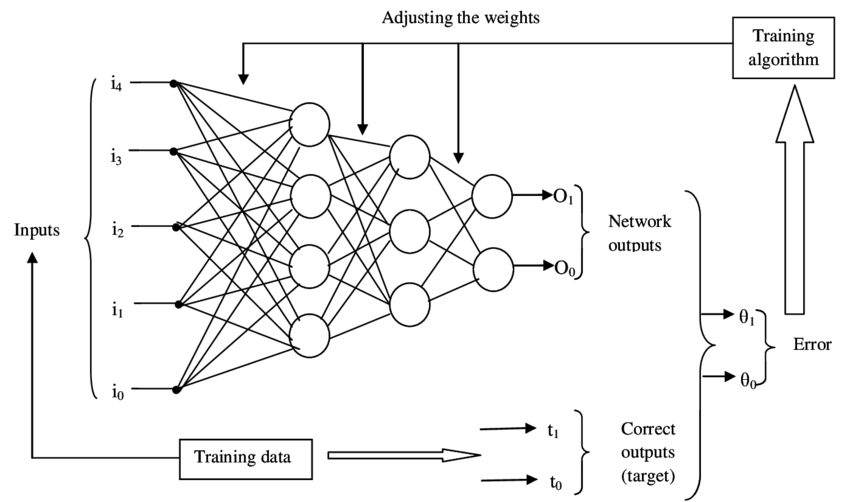 Adjusting the weights
Training
algorithm
i₄
i₃
i₂
i₁
i₀
Inputs
O₁
O₀
Network
outputs
θ₁
θ₀
Error
Training data
t₁
t₀
Correct
outputs
(target)